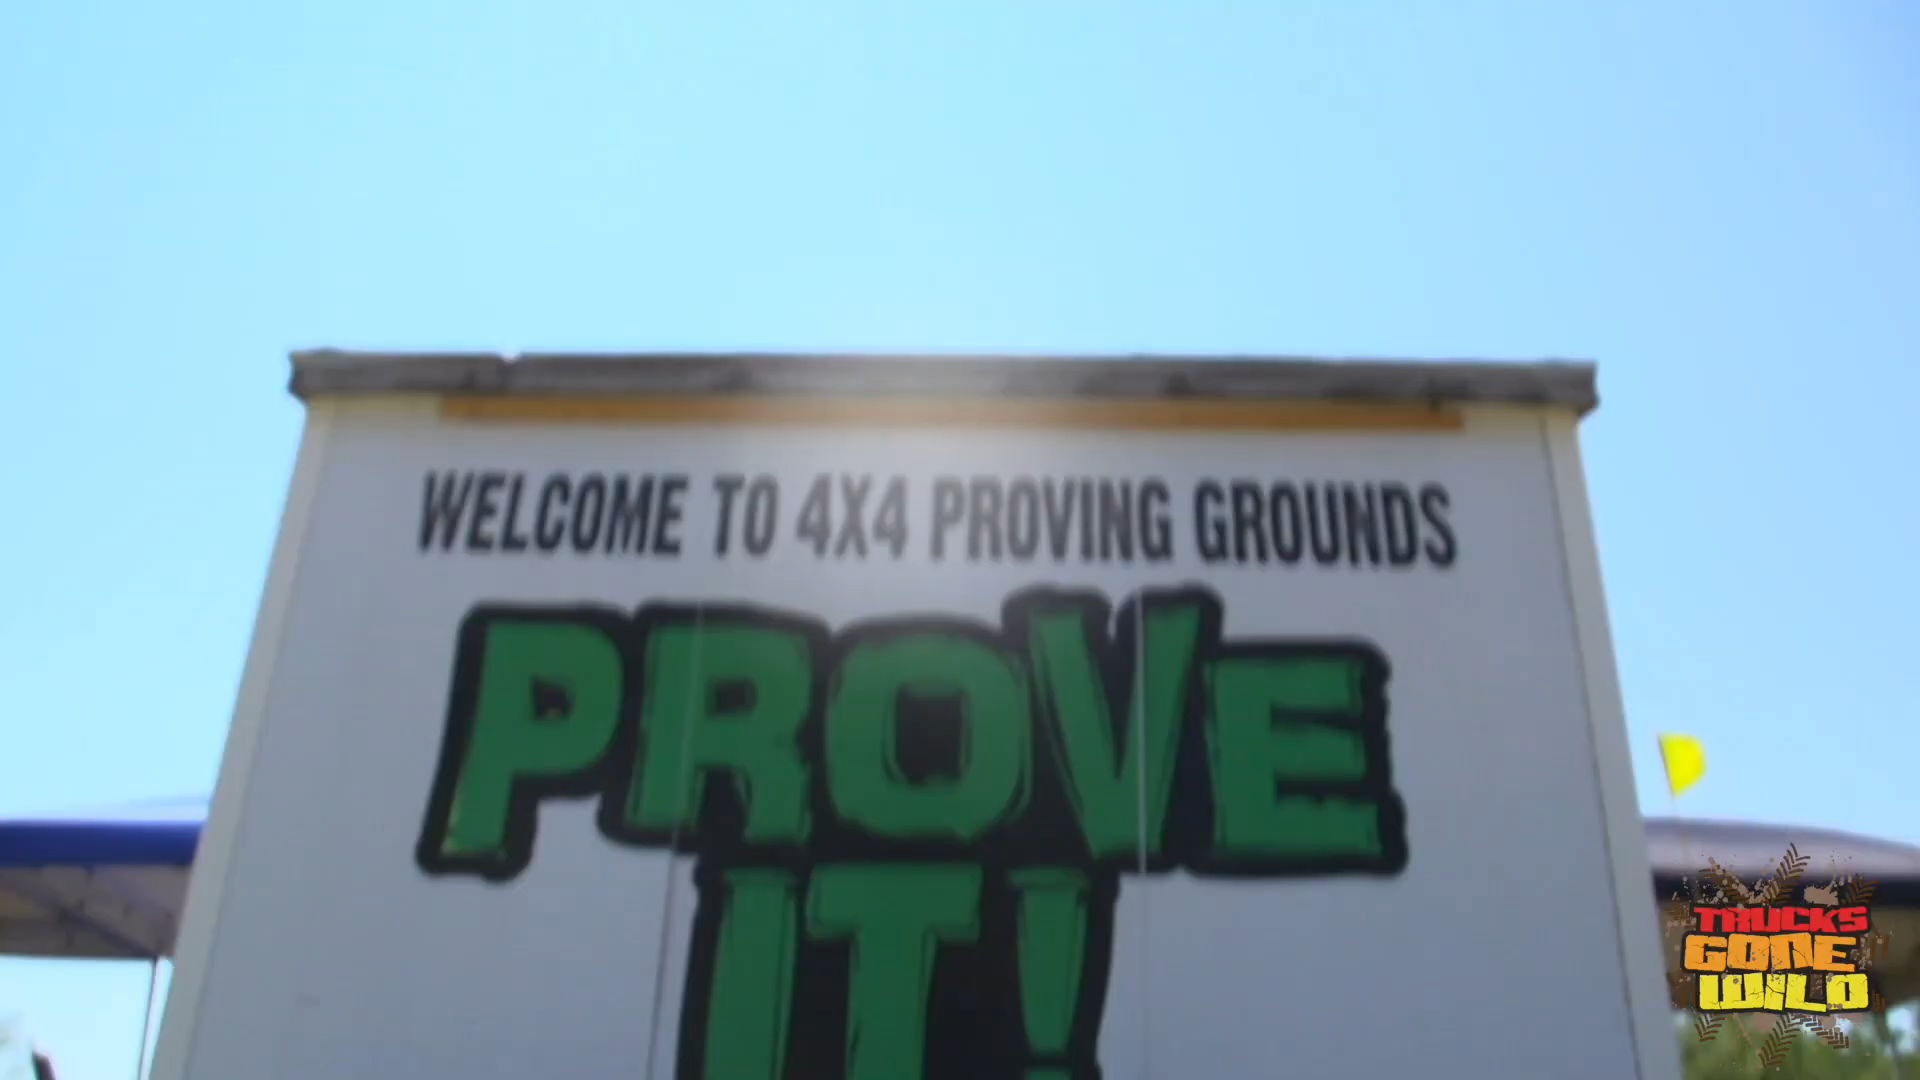 WELCOME TO 4X4 PROVING GROUNDS
PROVE
IT!
TRUCKS
GONE
WILD